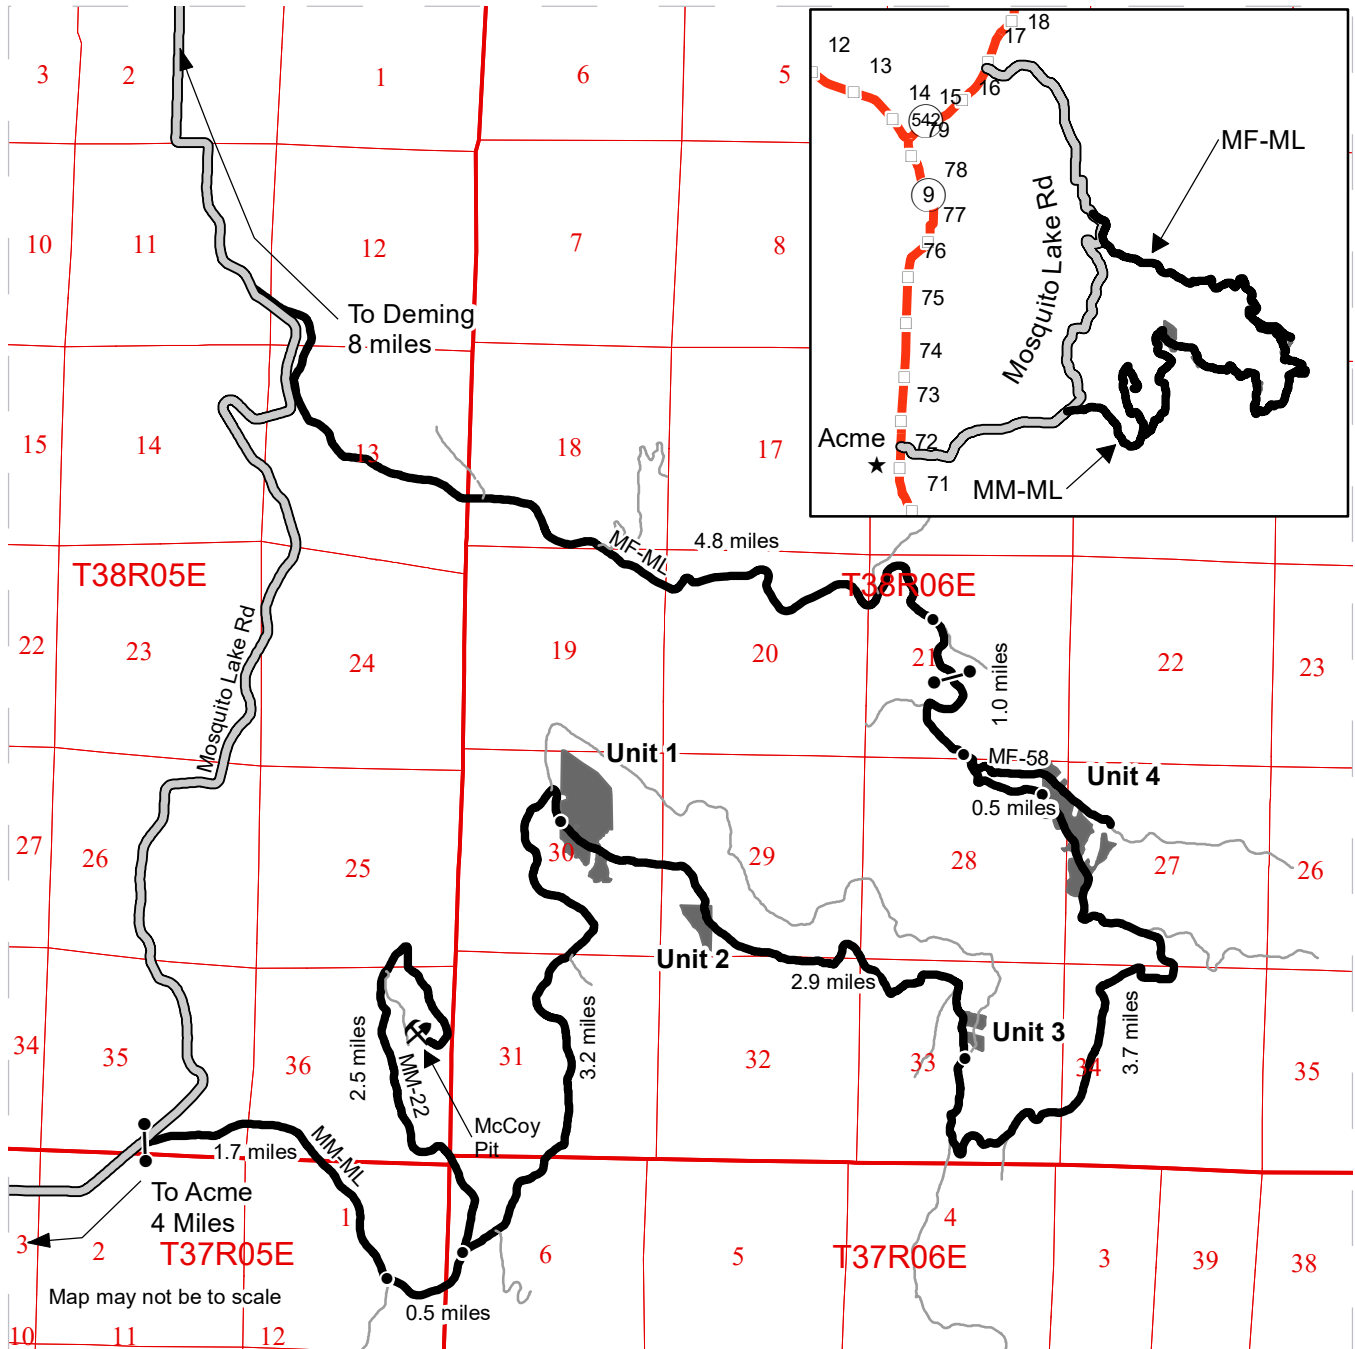 3
2
1
6
5
10
11
12
7
8
To Deming
8 miles
15
14
13
18
17
MF-ML
4.8 miles
T38R05E
T38R06E
22
23
24
19
20
21
22
23
1.0 miles
Mosquito Lake Rd
Unit 1
MF-58
Unit 4
0.5 miles
27
26
25
30
29
28
27
26
Unit 2
2.9 miles
34
35
36
31
32
33
34
35
2.5 miles
MM-22
3.2 miles
Unit 3
3.7 miles
McCoy
Pit
1.7 miles
MM-ML
To Acme
4 Miles
3
2
1
6
5
4
3
39
38
T37R05E
T37R06E
Map may not be to scale
0.5 miles
10
11
12
12
13
14
15
16
17
18
542
79
78
9
77
76
75
74
73
72
71
Acme
Mosquito Lake Rd
MF-ML
MM-ML